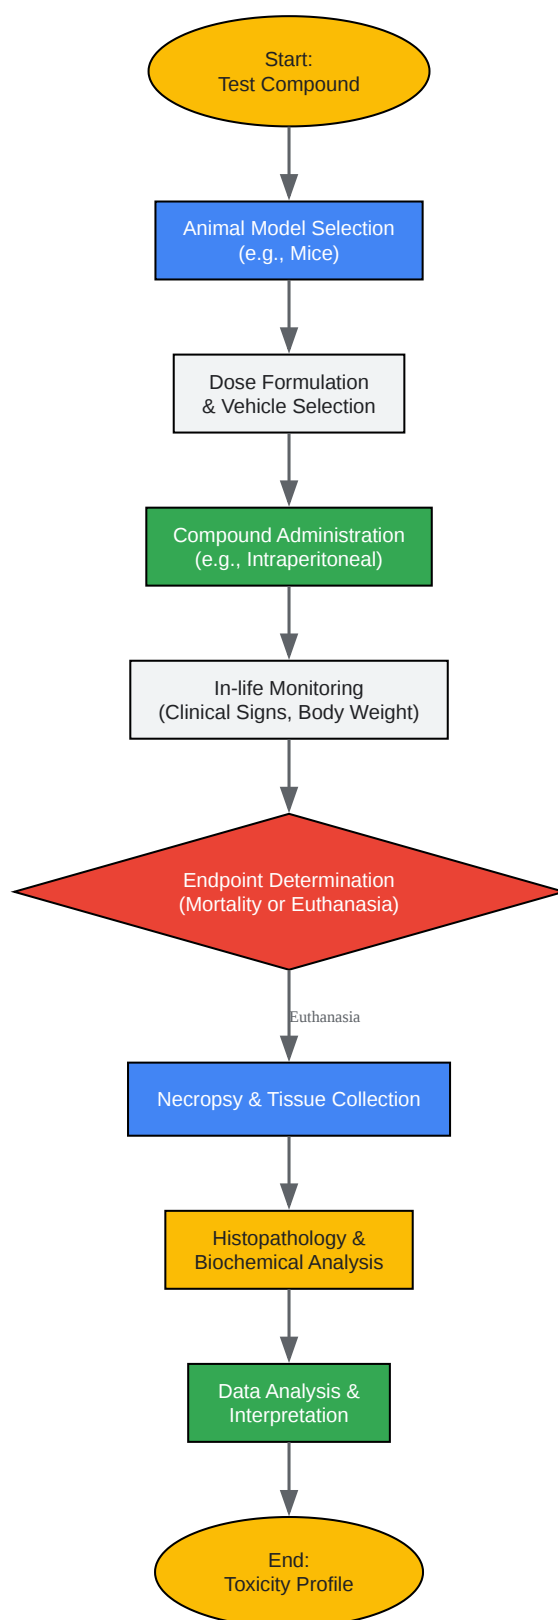 Start:
Test Compound
Animal Model Selection
(e.g., Mice)
Dose Formulation
& Vehicle Selection
Compound Administration
(e.g., Intraperitoneal)
In-life Monitoring
(Clinical Signs, Body Weight)
Endpoint Determination
(Mortality or Euthanasia)
Euthanasia
Necropsy & Tissue Collection
Histopathology &
Biochemical Analysis
Data Analysis &
Interpretation
End:
Toxicity Profile